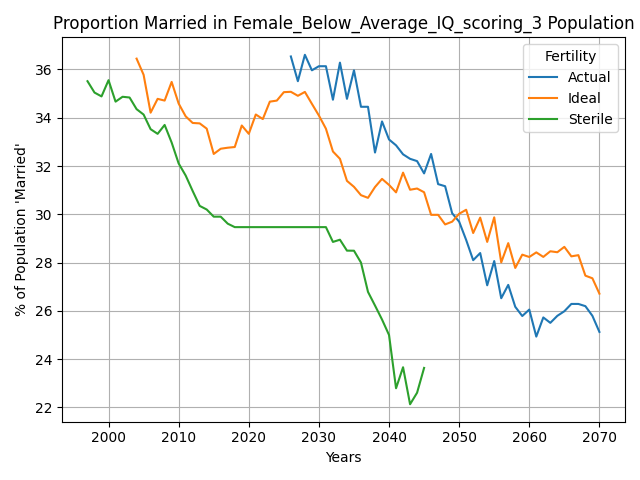 Proportion Married in Female_Below_Average_IQ_scoring_3 Population
Fertility
Actual
Ideal
Sterile
% of Population 'Married'
36
34
32
30
28
26
24
22
2000 2010 2020 2030 2040 2050 2060 2070
Years